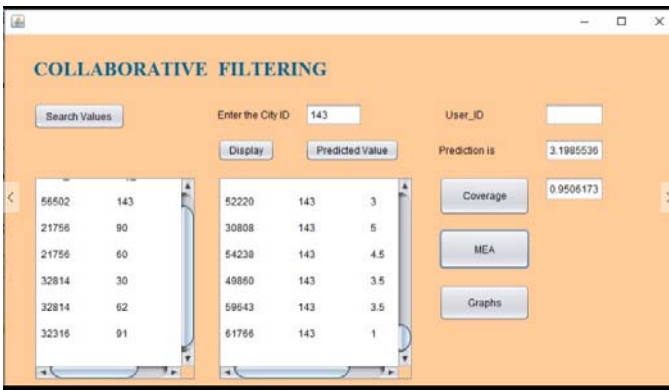 COLLABORATIVE FILTERING
Search Values
Enter the City ID 143
User_ID
Display
Predicted Value
Prediction is 3.1985536
56502 143
21756 90
21756 60
32814 30
32814 62
32316 91
52220 143 3
30808 143 5
54238 143 4.5
49860 143 3.5
59643 143 3.5
61766 143 1
Coverage 0.9506173
MEA
Graphs